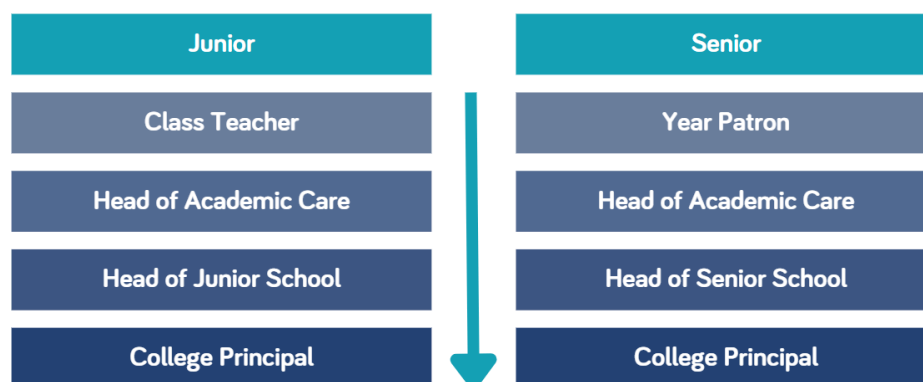 Junior
Class Teacher
Head of Academic Care
Head of Junior School
College Principal
Senior
Year Patron
Head of Academic Care
Head of Senior School
College Principal